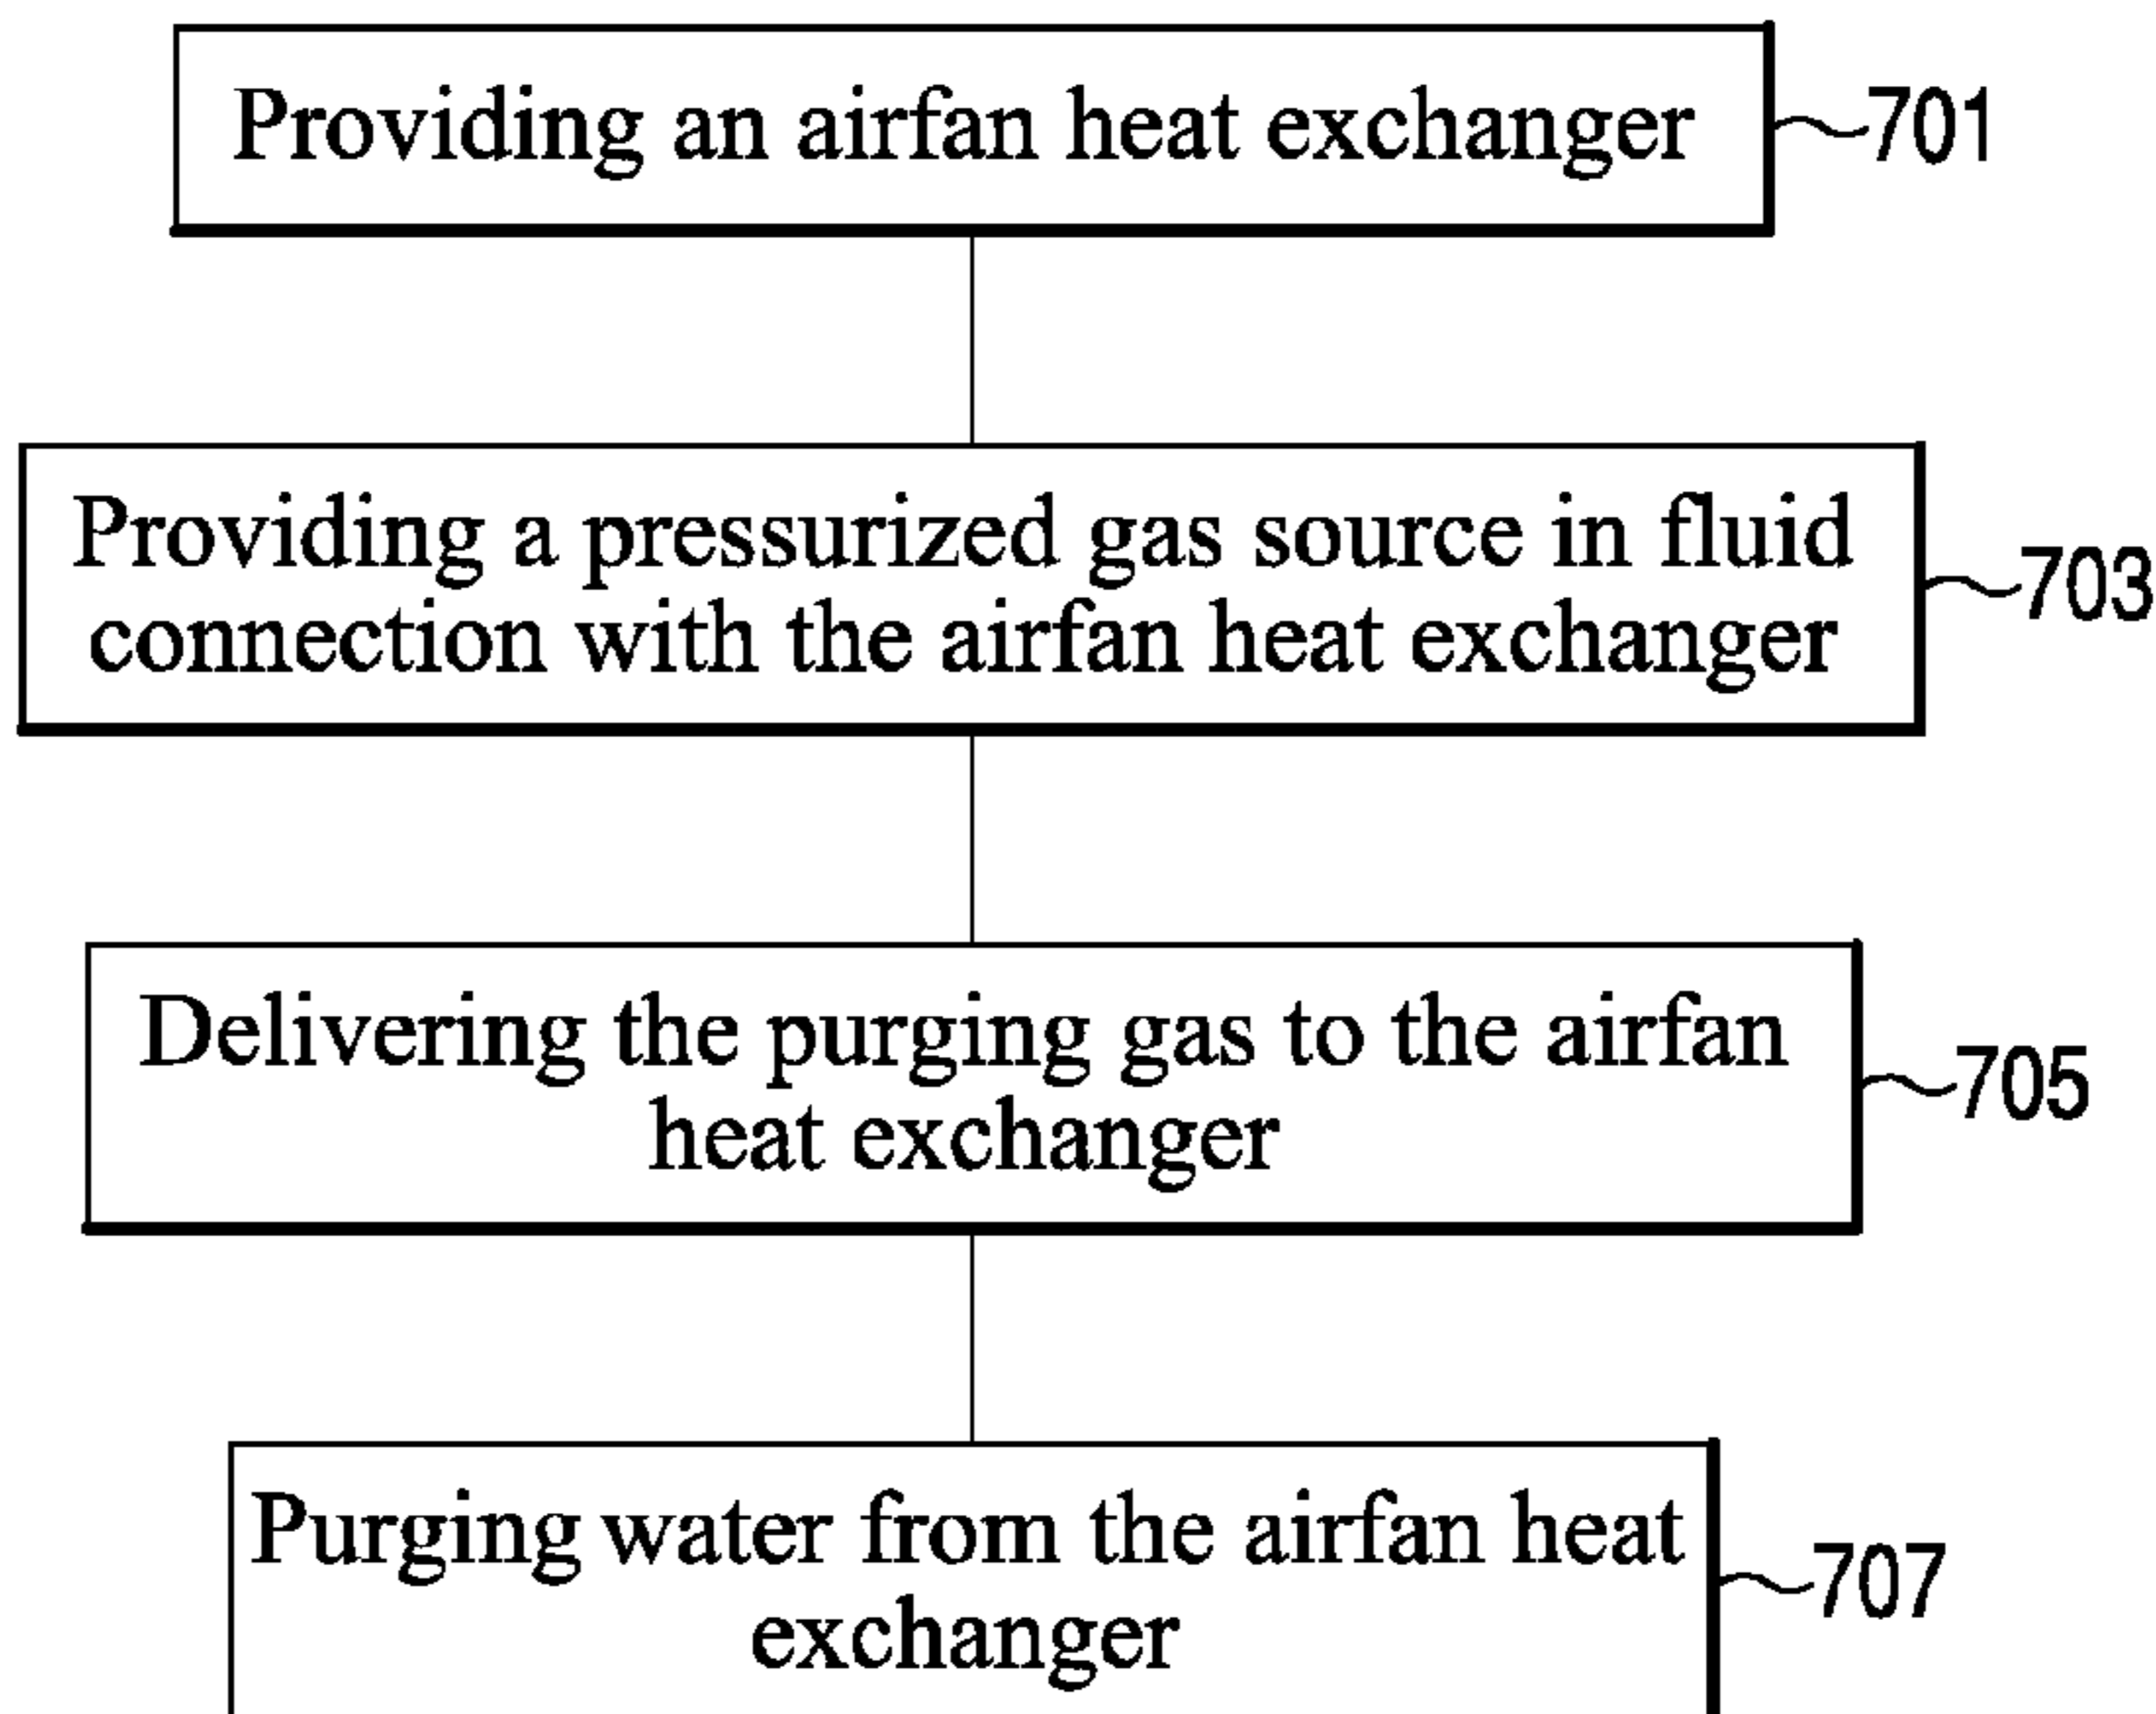 Providing an airfan heat exchanger
701
Providing a pressurized gas source in fluid
connection with the airfan heat exchanger
703
Delivering the purging gas to the airfan
heat exchanger
705
Purging water from the airfan heat
exchanger
707